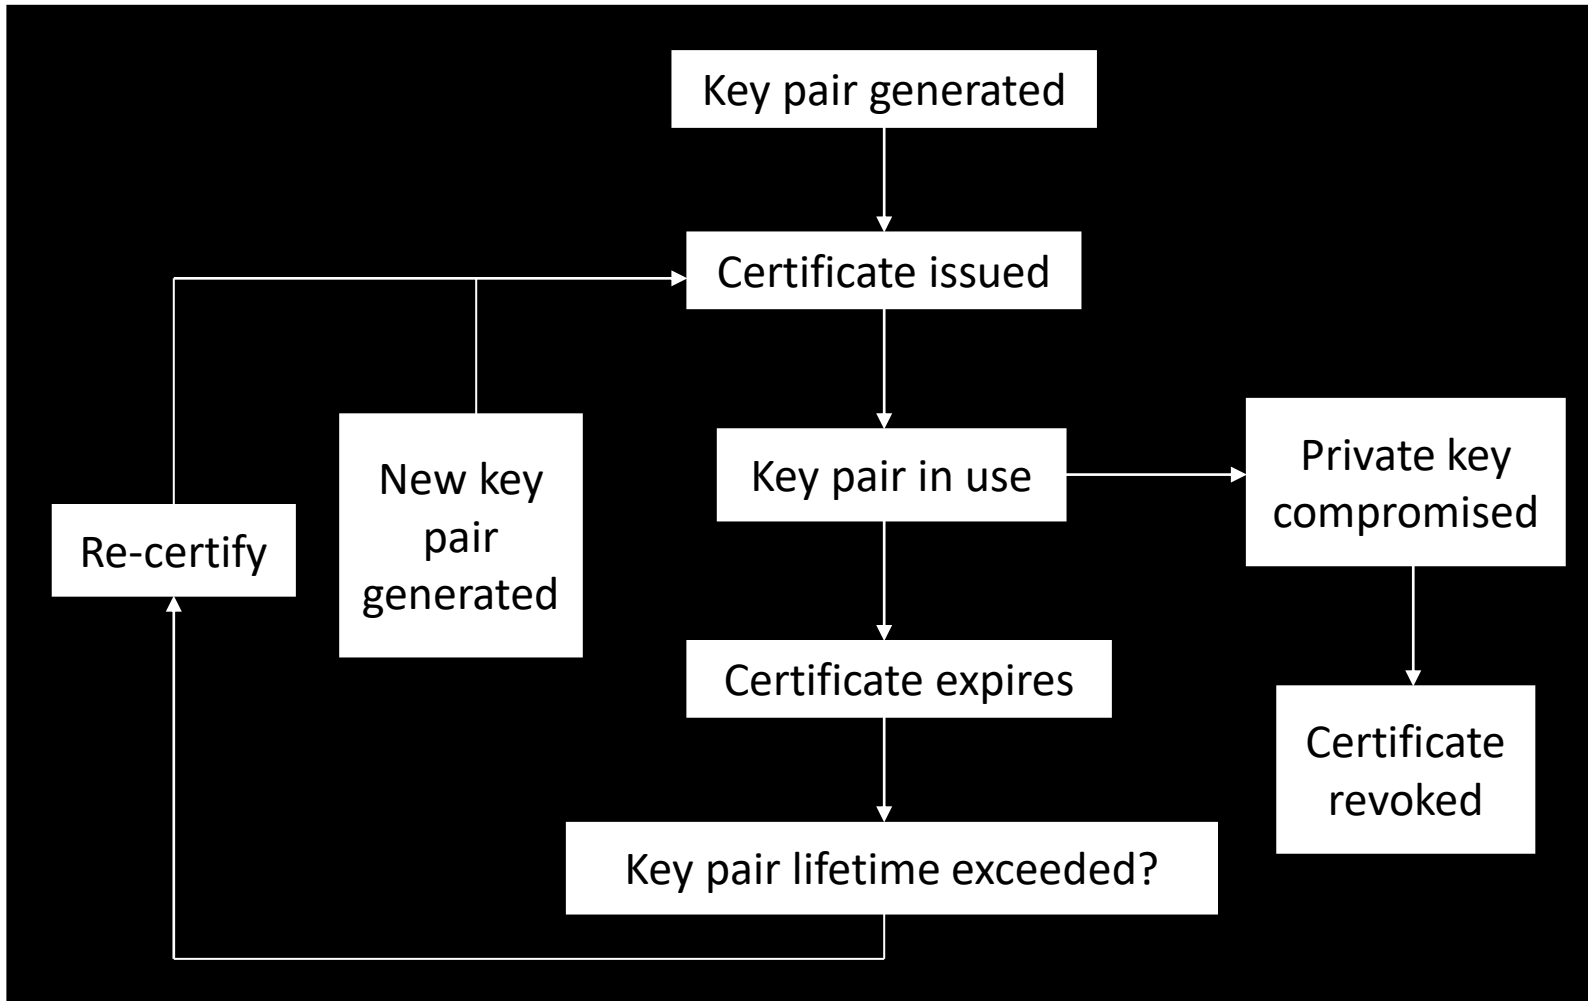 Key pair generated
Certificate issued
Key pair in use
Private key
compromised
New key
pair
generated
Re-certify
Certificate expires
Certificate
revoked
Key pair lifetime exceeded?